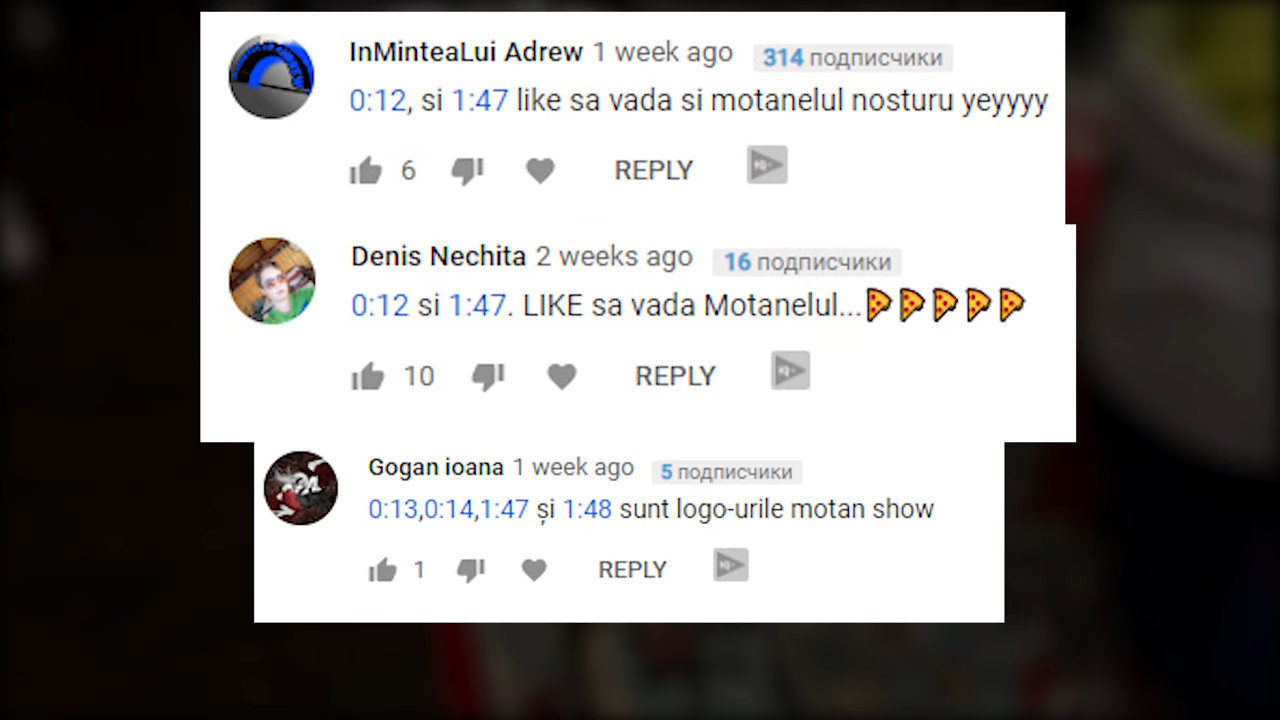 InMinteaLui Adrew 1 week ago 314 подписчики
0:12, si 1:47 like sa vada si motanelul nosturu yeyyyy
6 REPLY
Denis Nechita 2 weeks ago 16 подписчики
0:12 si 1:47. LIKE sa vada Motanelul...🍕🍕🍕🍕🍕
10 REPLY
Gogan ioana 1 week ago 5 подписчики
0:13,0:14,1:47 și 1:48 sunt logo-urile motan show
1 REPLY